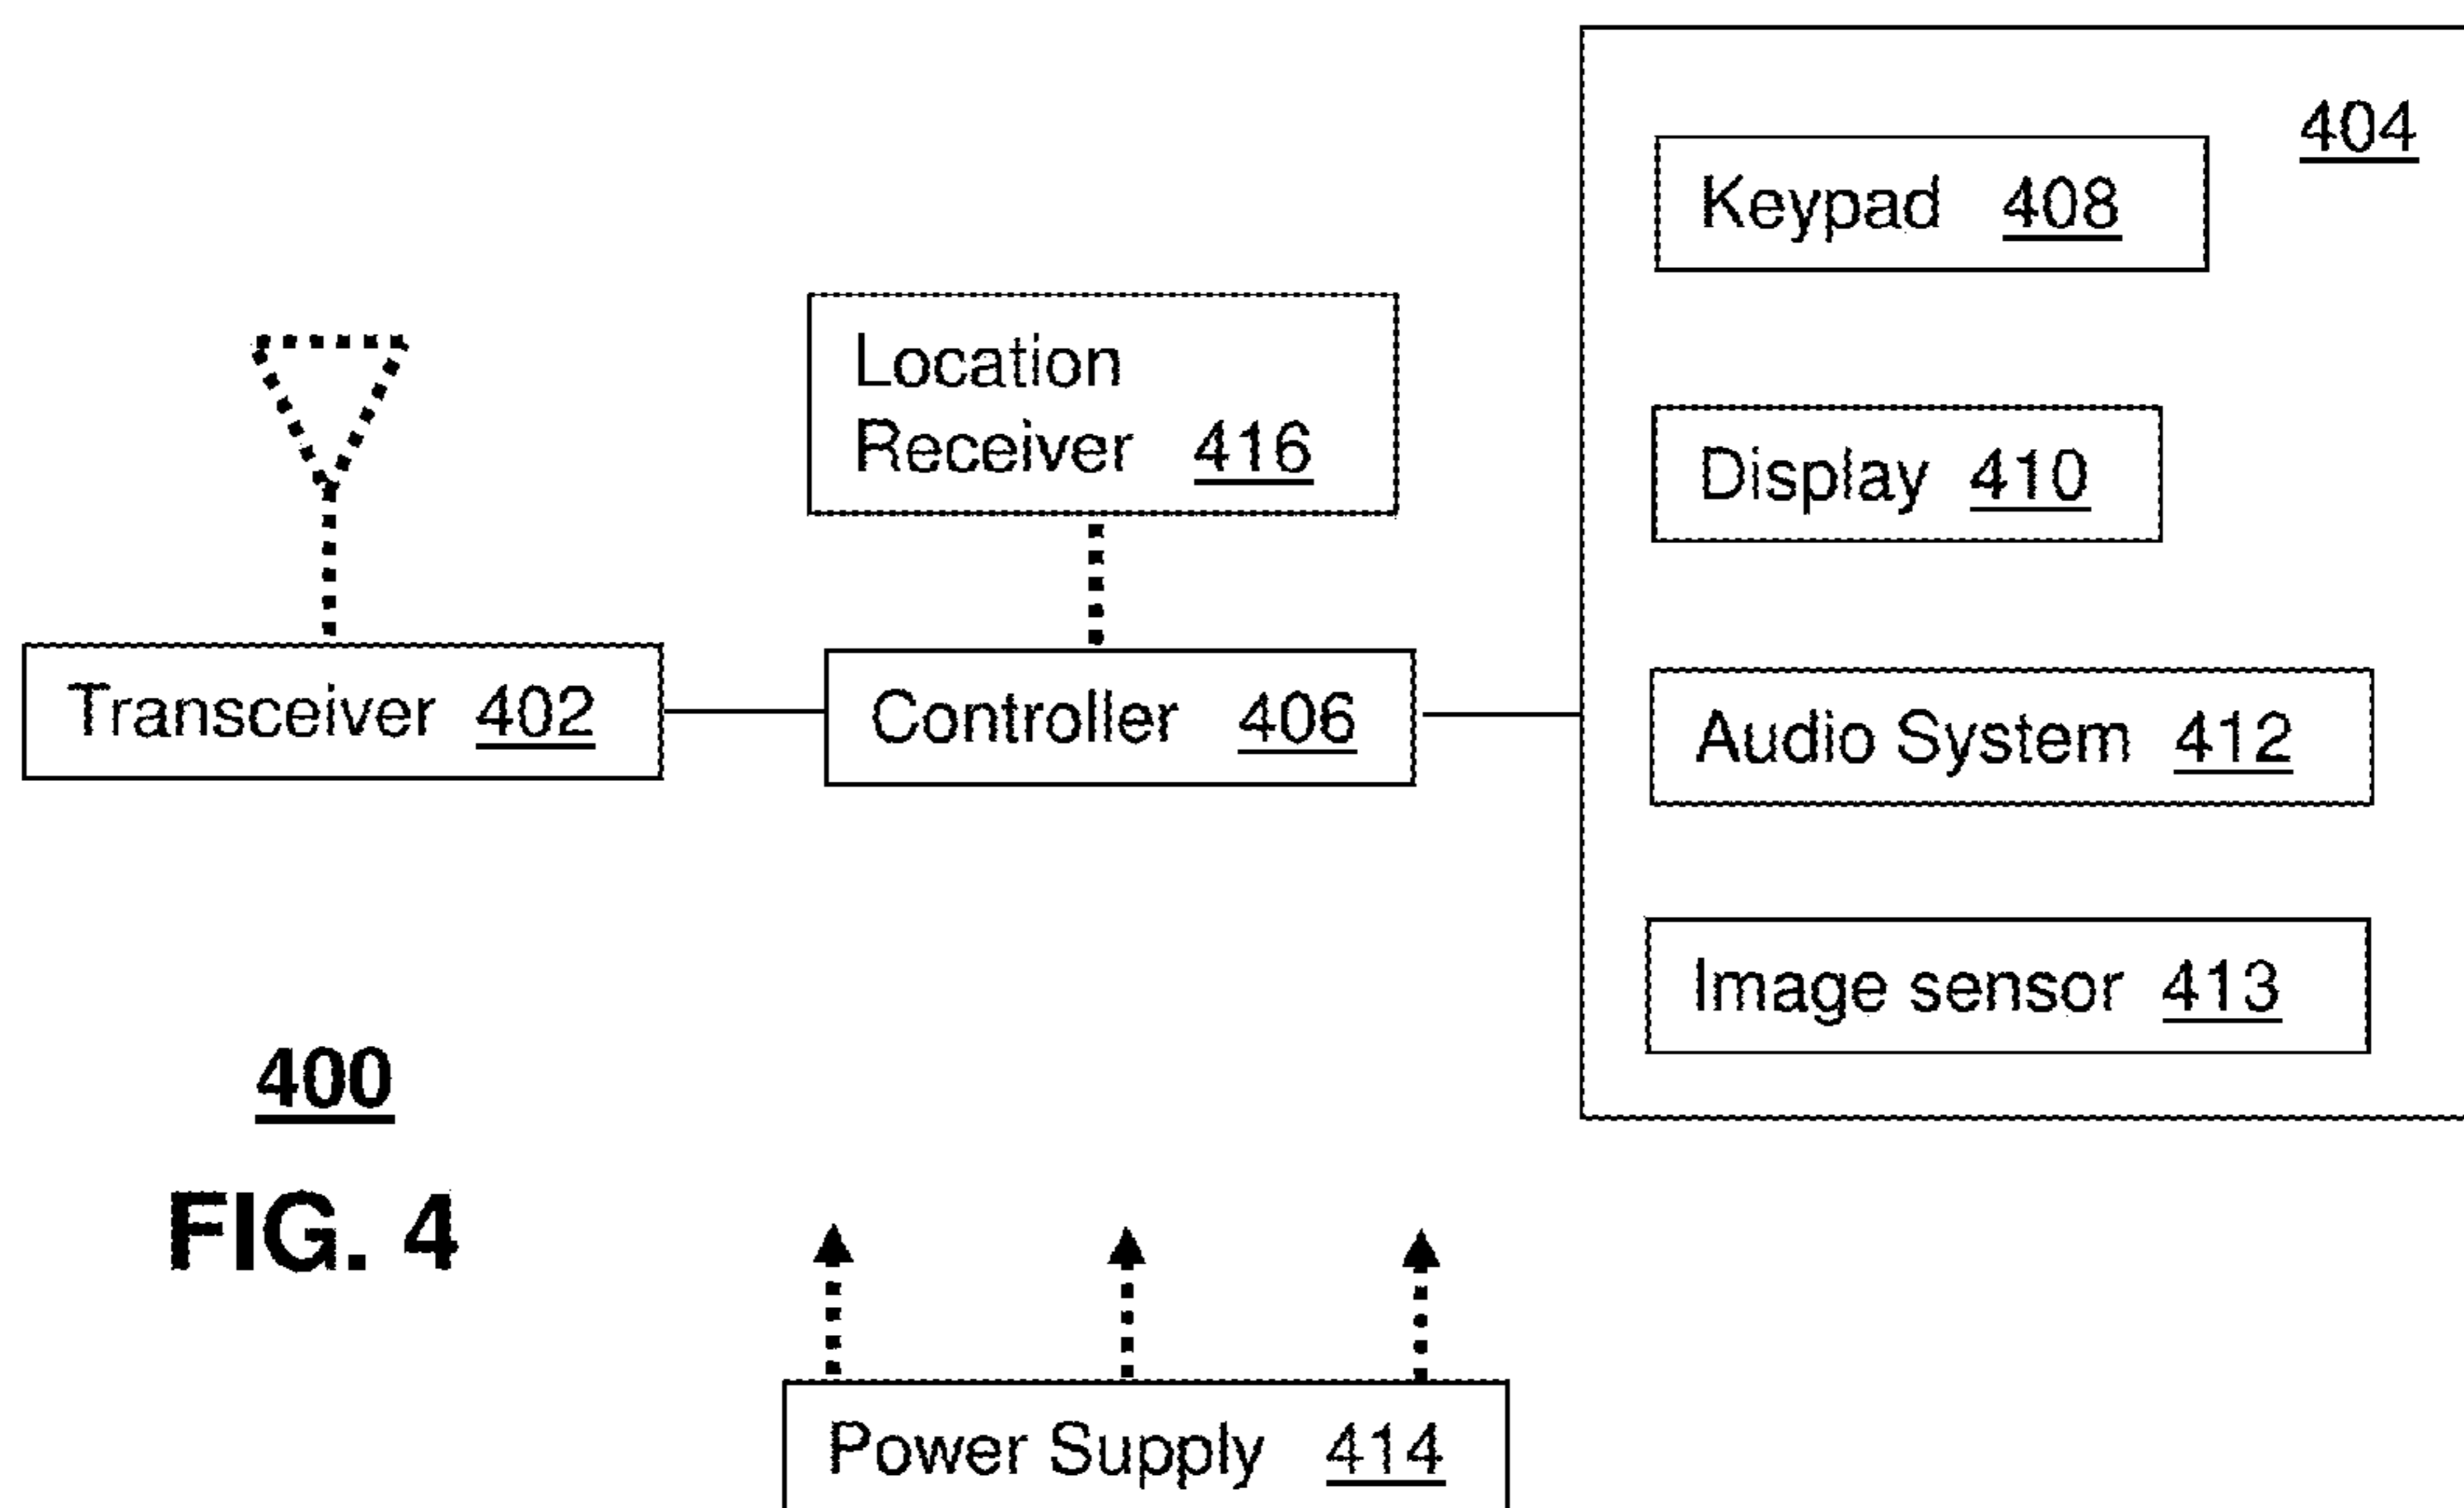 404
Keypad 408
Location
Receiver 416
Display 410
Transceiver 402
Controller 406
Audio System 412
Image sensor 413
400
FIG. 4
Power Supply 414